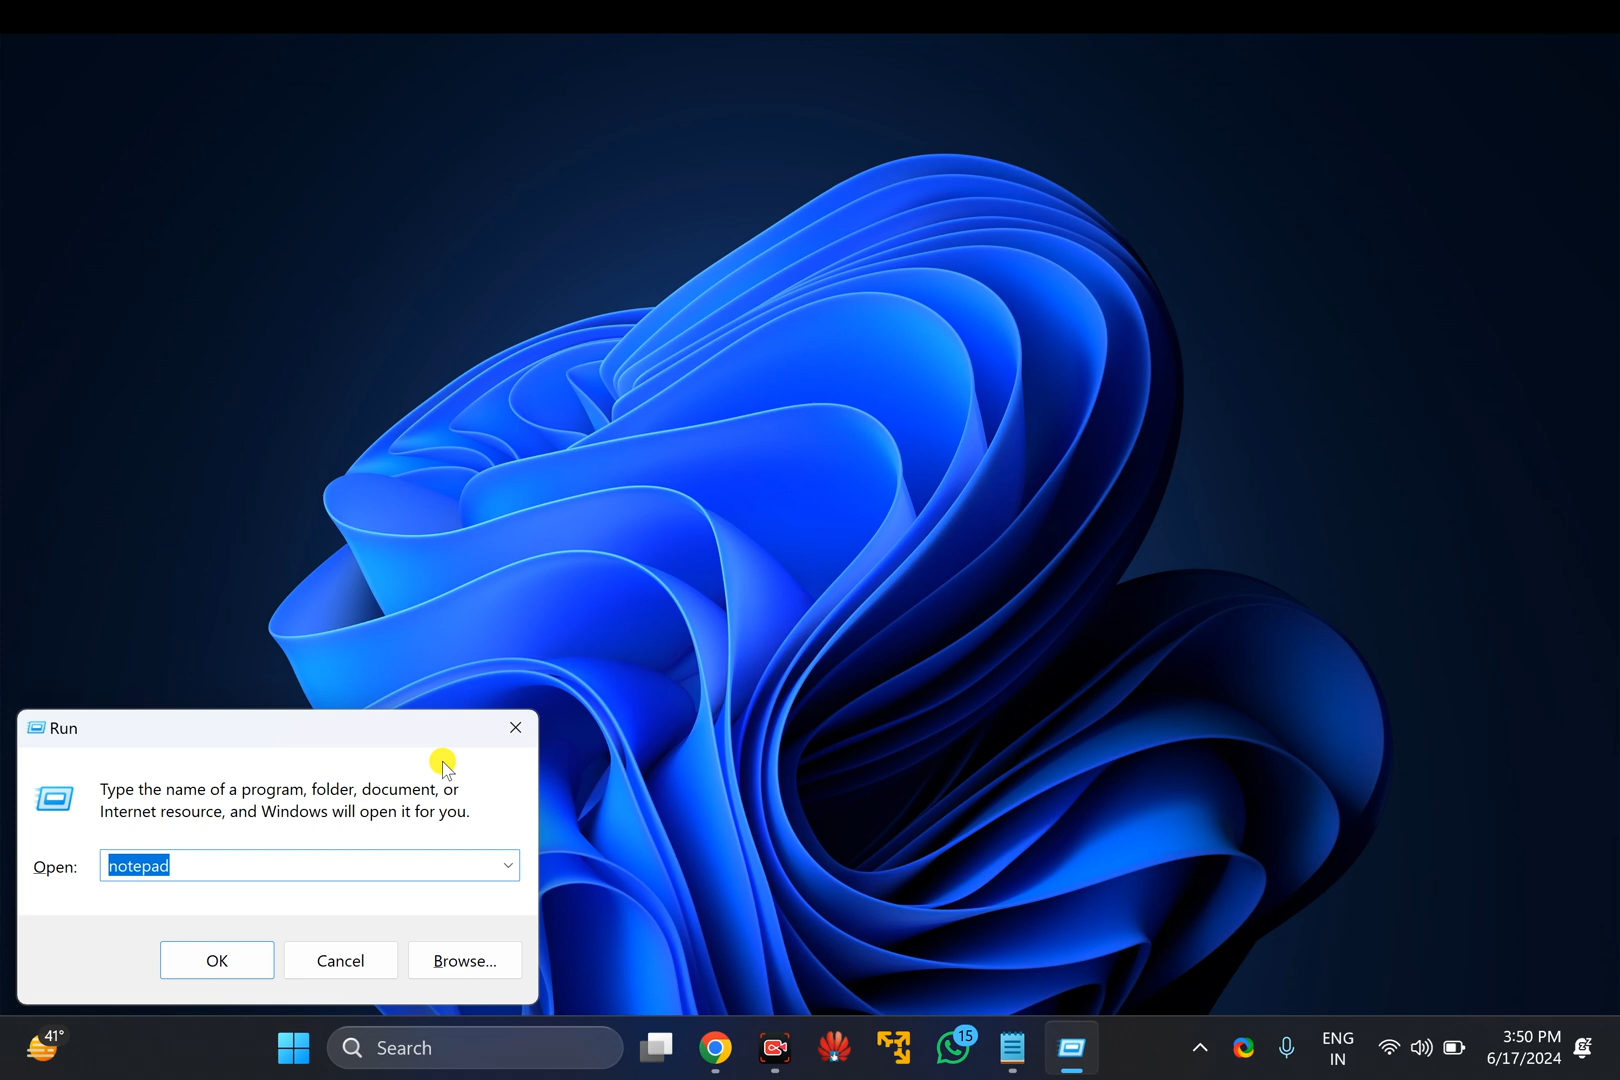 Run
Type the name of a program, folder, document, or
Internet resource, and Windows will open it for you.
Open:
notepad
OK
Cancel
Browse...
41°
Search
15
ENG
IN
3:50 PM
6/17/2024